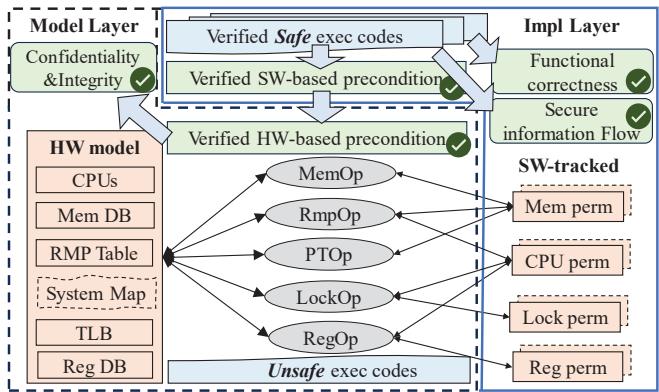 Model Layer
Confidentiality
&Integrity
Verified Safe exec codes
Verified SW-based precondition
Verified HW-based precondition
Impl Layer
Functional
correctness
Secure
information Flow
HW model
CPUs
Mem DB
RMP Table
System Map
TLB
Reg DB
MemOp
RmpOp
PTOp
LockOp
RegOp
Unsafe exec codes
SW-tracked
Mem perm
CPU perm
Lock perm
Reg perm